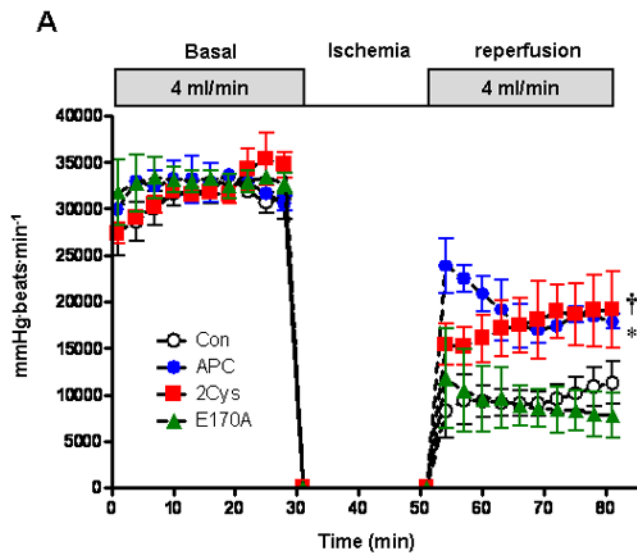 A
Basal Ischemia reperfusion
4 ml/min 4 ml/min
40000
35000
30000
25000
20000
15000
10000
5000
0
mmHg·beats·min⁻¹
Con
APC
2Cys
E170A
†
*
0 10 20 30 40 50 60 70 80
Time (min)